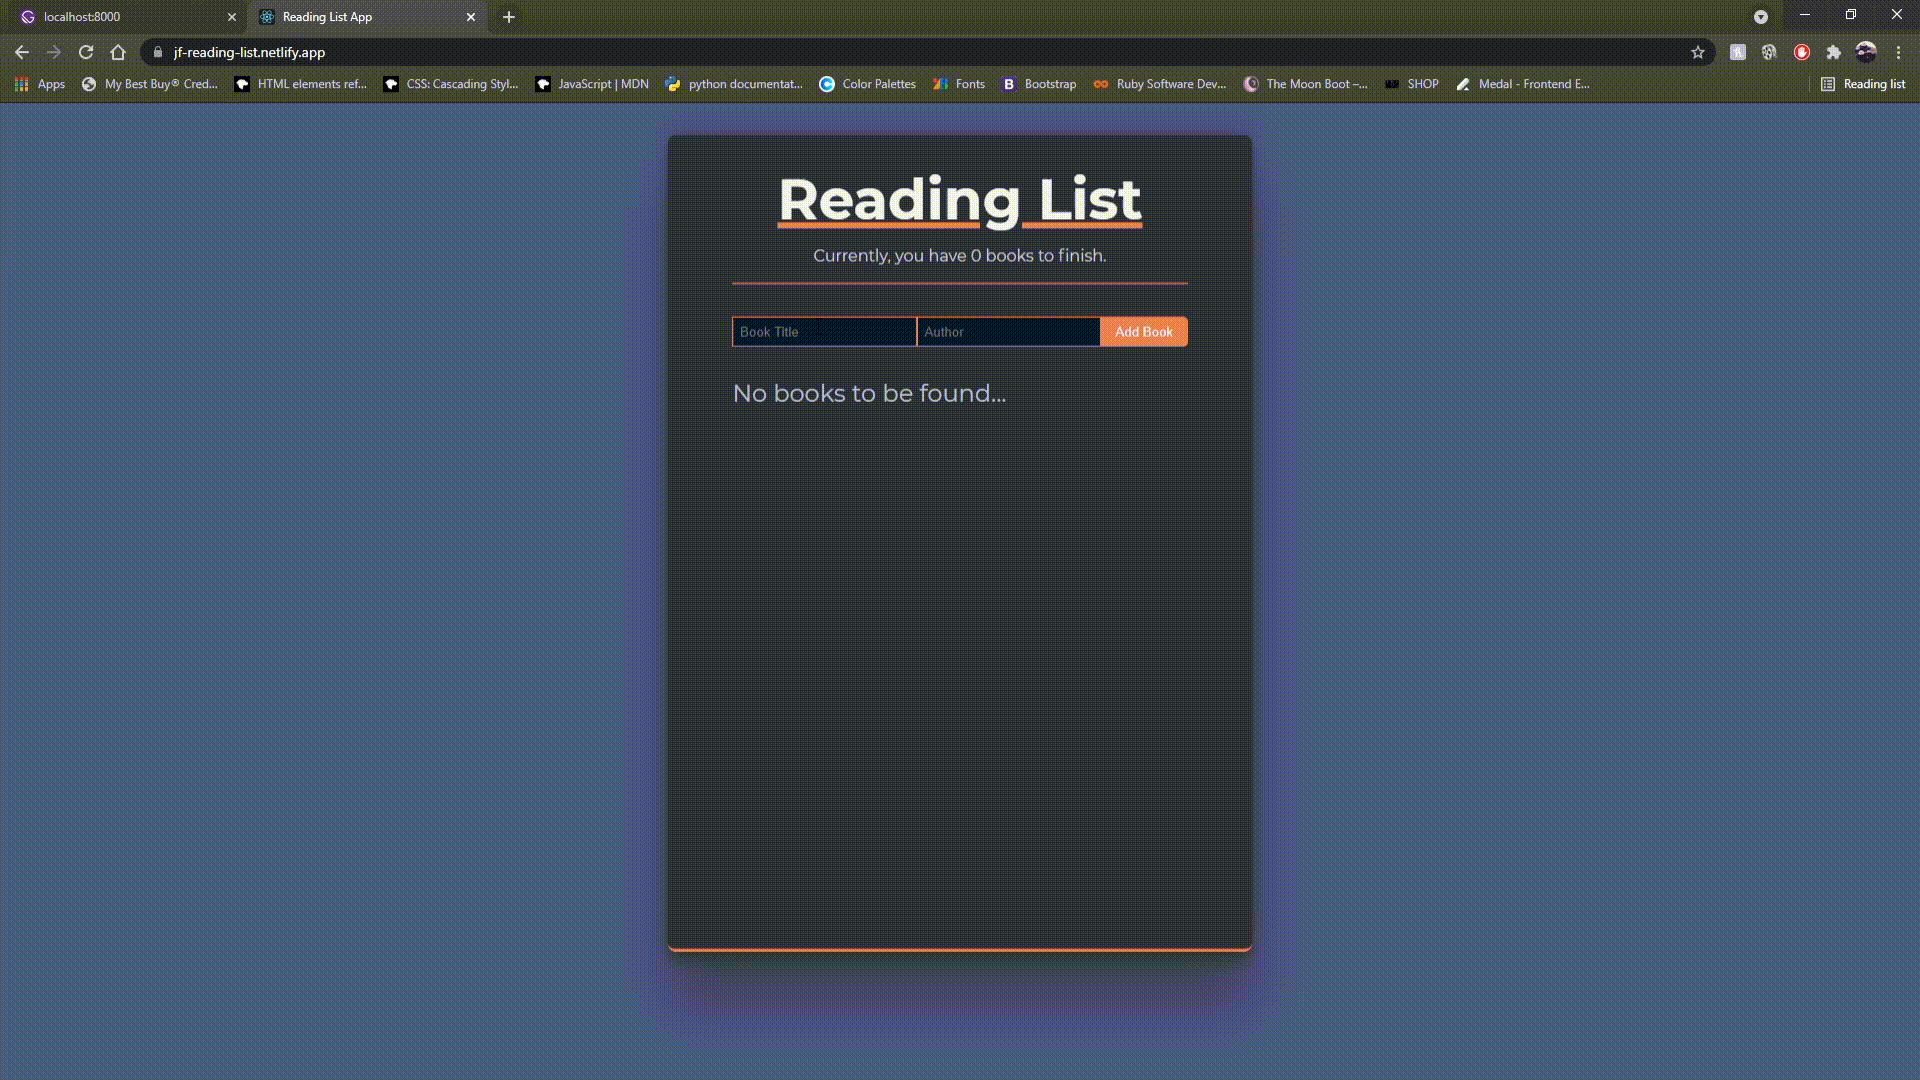 localhost:8000
Reading List App
jf-reading-list.netlify.app
Apps
My Best Buy® Cred...
HTML elements ref...
CSS: Cascading Styl...
JavaScript | MDN
python documentat...
Color Palettes
Fonts
B Bootstrap
Ruby Software Dev...
The Moon Boot –...
SHOP
Medal - Frontend E...
Reading list
Reading List
Currently, you have 0 books to finish.
Book Title
Author
Add Book
No books to be found...